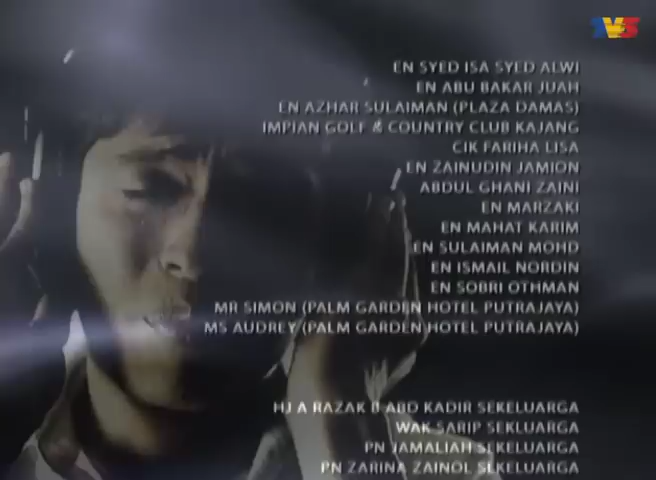 TV3
EN SYED ISA SYED ALWI
EN ABU BAKAR JUAH
EN AZHAR SULAIMAN (PLAZA DAMAS)
IMPIAN GOLF & COUNTRY CLUB KAJANG
CIK FARIHA LISA
EN ZAINUDIN JAMION
ABDUL GHANI ZAINI
EN MARZAKI
EN MAHAT KARIM
EN SULAIMAN MOHD
EN ISMAIL NORDIN
EN SOBRI OTHMAN
MR SIMON (PALM GARDEN HOTEL PUTRAJAYA)
MS AUDREY (PALM GARDEN HOTEL PUTRAJAYA)
HJ A RAZAK B ABD KADIR SEKELUARGA
WAK SARIP SEKLUARGA
PN JAMALIAH SEKELUARGA
PN ZARINA ZAINOL SEKELUARGA